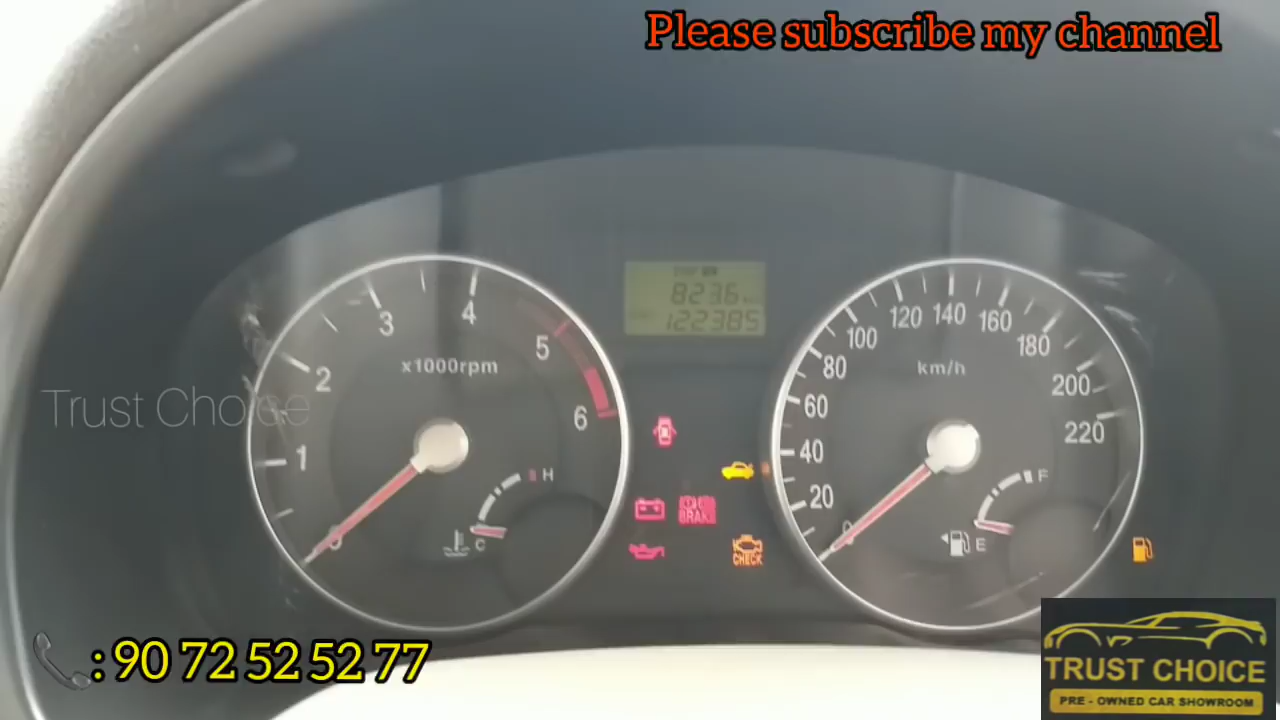 Please subscribe my channel
TRIP
823.6
122385
1
2
3
4
5
6
0
x1000rpm
H
C
0
20
40
60
80
100
120
140
160
180
200
220
km/h
F
E
BRAKE
CHECK
Trust Choice
: 90 72 52 52 77
TRUST CHOICE
PRE - OWNED CAR SHOWROOM